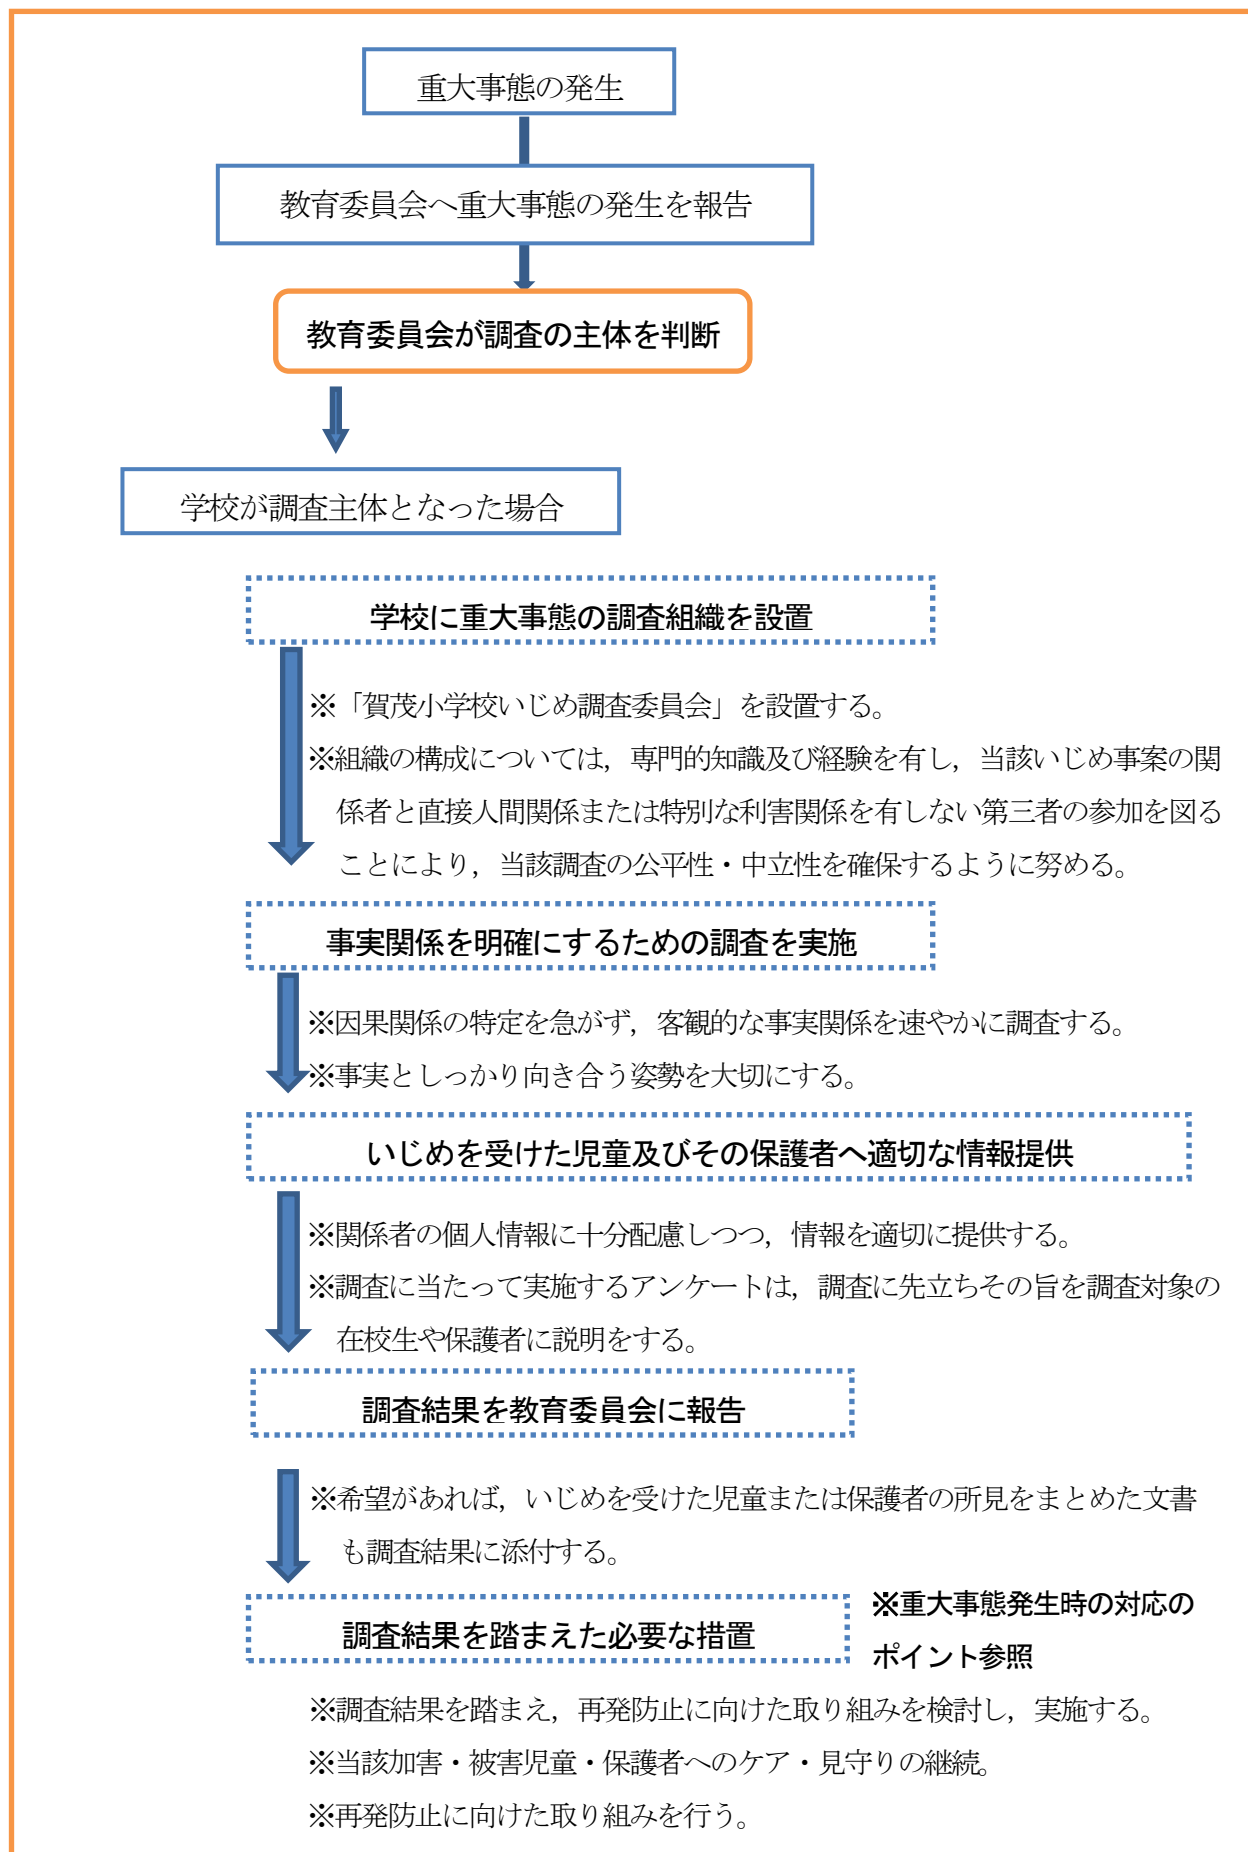 重大事態の発生
教育委員会へ重大事態の発生を報告
教育委員会が調査の主体を判断
学校が調査主体となった場合
学校に重大事態の調査組織を設置
※「賀茂小学校いじめ調査委員会」を設置する。
※組織の構成については，専門的知識及び経験を有し，当該いじめ事案の関
係者と直接人間関係または特別な利害関係を有しない第三者の参加を図る
ことにより，当該調査の公平性・中立性を確保するように努める。
事実関係を明確にするための調査を実施
※因果関係の特定を急がず，客観的な事実関係を速やかに調査する。
※事実としっかり向き合う姿勢を大切にする。
いじめを受けた児童及びその保護者へ適切な情報提供
※関係者の個人情報に十分配慮しつつ，情報を適切に提供する。
※調査に当たって実施するアンケートは，調査に先立ちその旨を調査対象の
在校生や保護者に説明をする。
調査結果を教育委員会に報告
※希望があれば，いじめを受けた児童または保護者の所見をまとめた文書
も調査結果に添付する。
調査結果を踏まえた必要な措置
※重大事態発生時の対応の
ポイント参照
※調査結果を踏まえ，再発防止に向けた取り組みを検討し，実施する。
※当該加害・被害児童・保護者へのケア・見守りの継続。
※再発防止に向けた取り組みを行う。